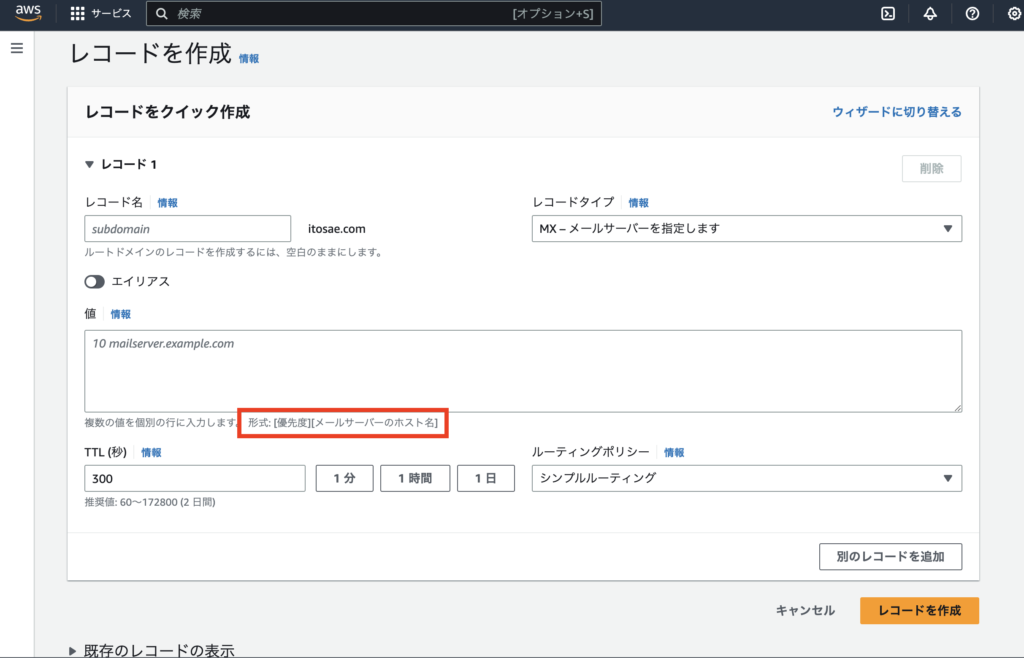 aws サービス 検索 [オプション+S]
レコードを作成 情報
レコードをクイック作成 ウィザードに切り替える
▼ レコード 1 削除
レコード名 情報 レコードタイプ 情報
subdomain itosae.com MX – メールサーバーを指定します
ルートドメインのレコードを作成するには、空白のままにします。
エイリアス
値 情報
10 mailserver.example.com
複数の値を個別の行に入力します。 形式: [優先度][メールサーバーのホスト名]
TTL (秒) 情報 ルーティングポリシー 情報
300 1 分 1 時間 1 日 シンプルルーティング
推奨値: 60〜172800 (2 日間)
別のレコードを追加
キャンセル レコードを作成
▶ 既存のレコードの表示